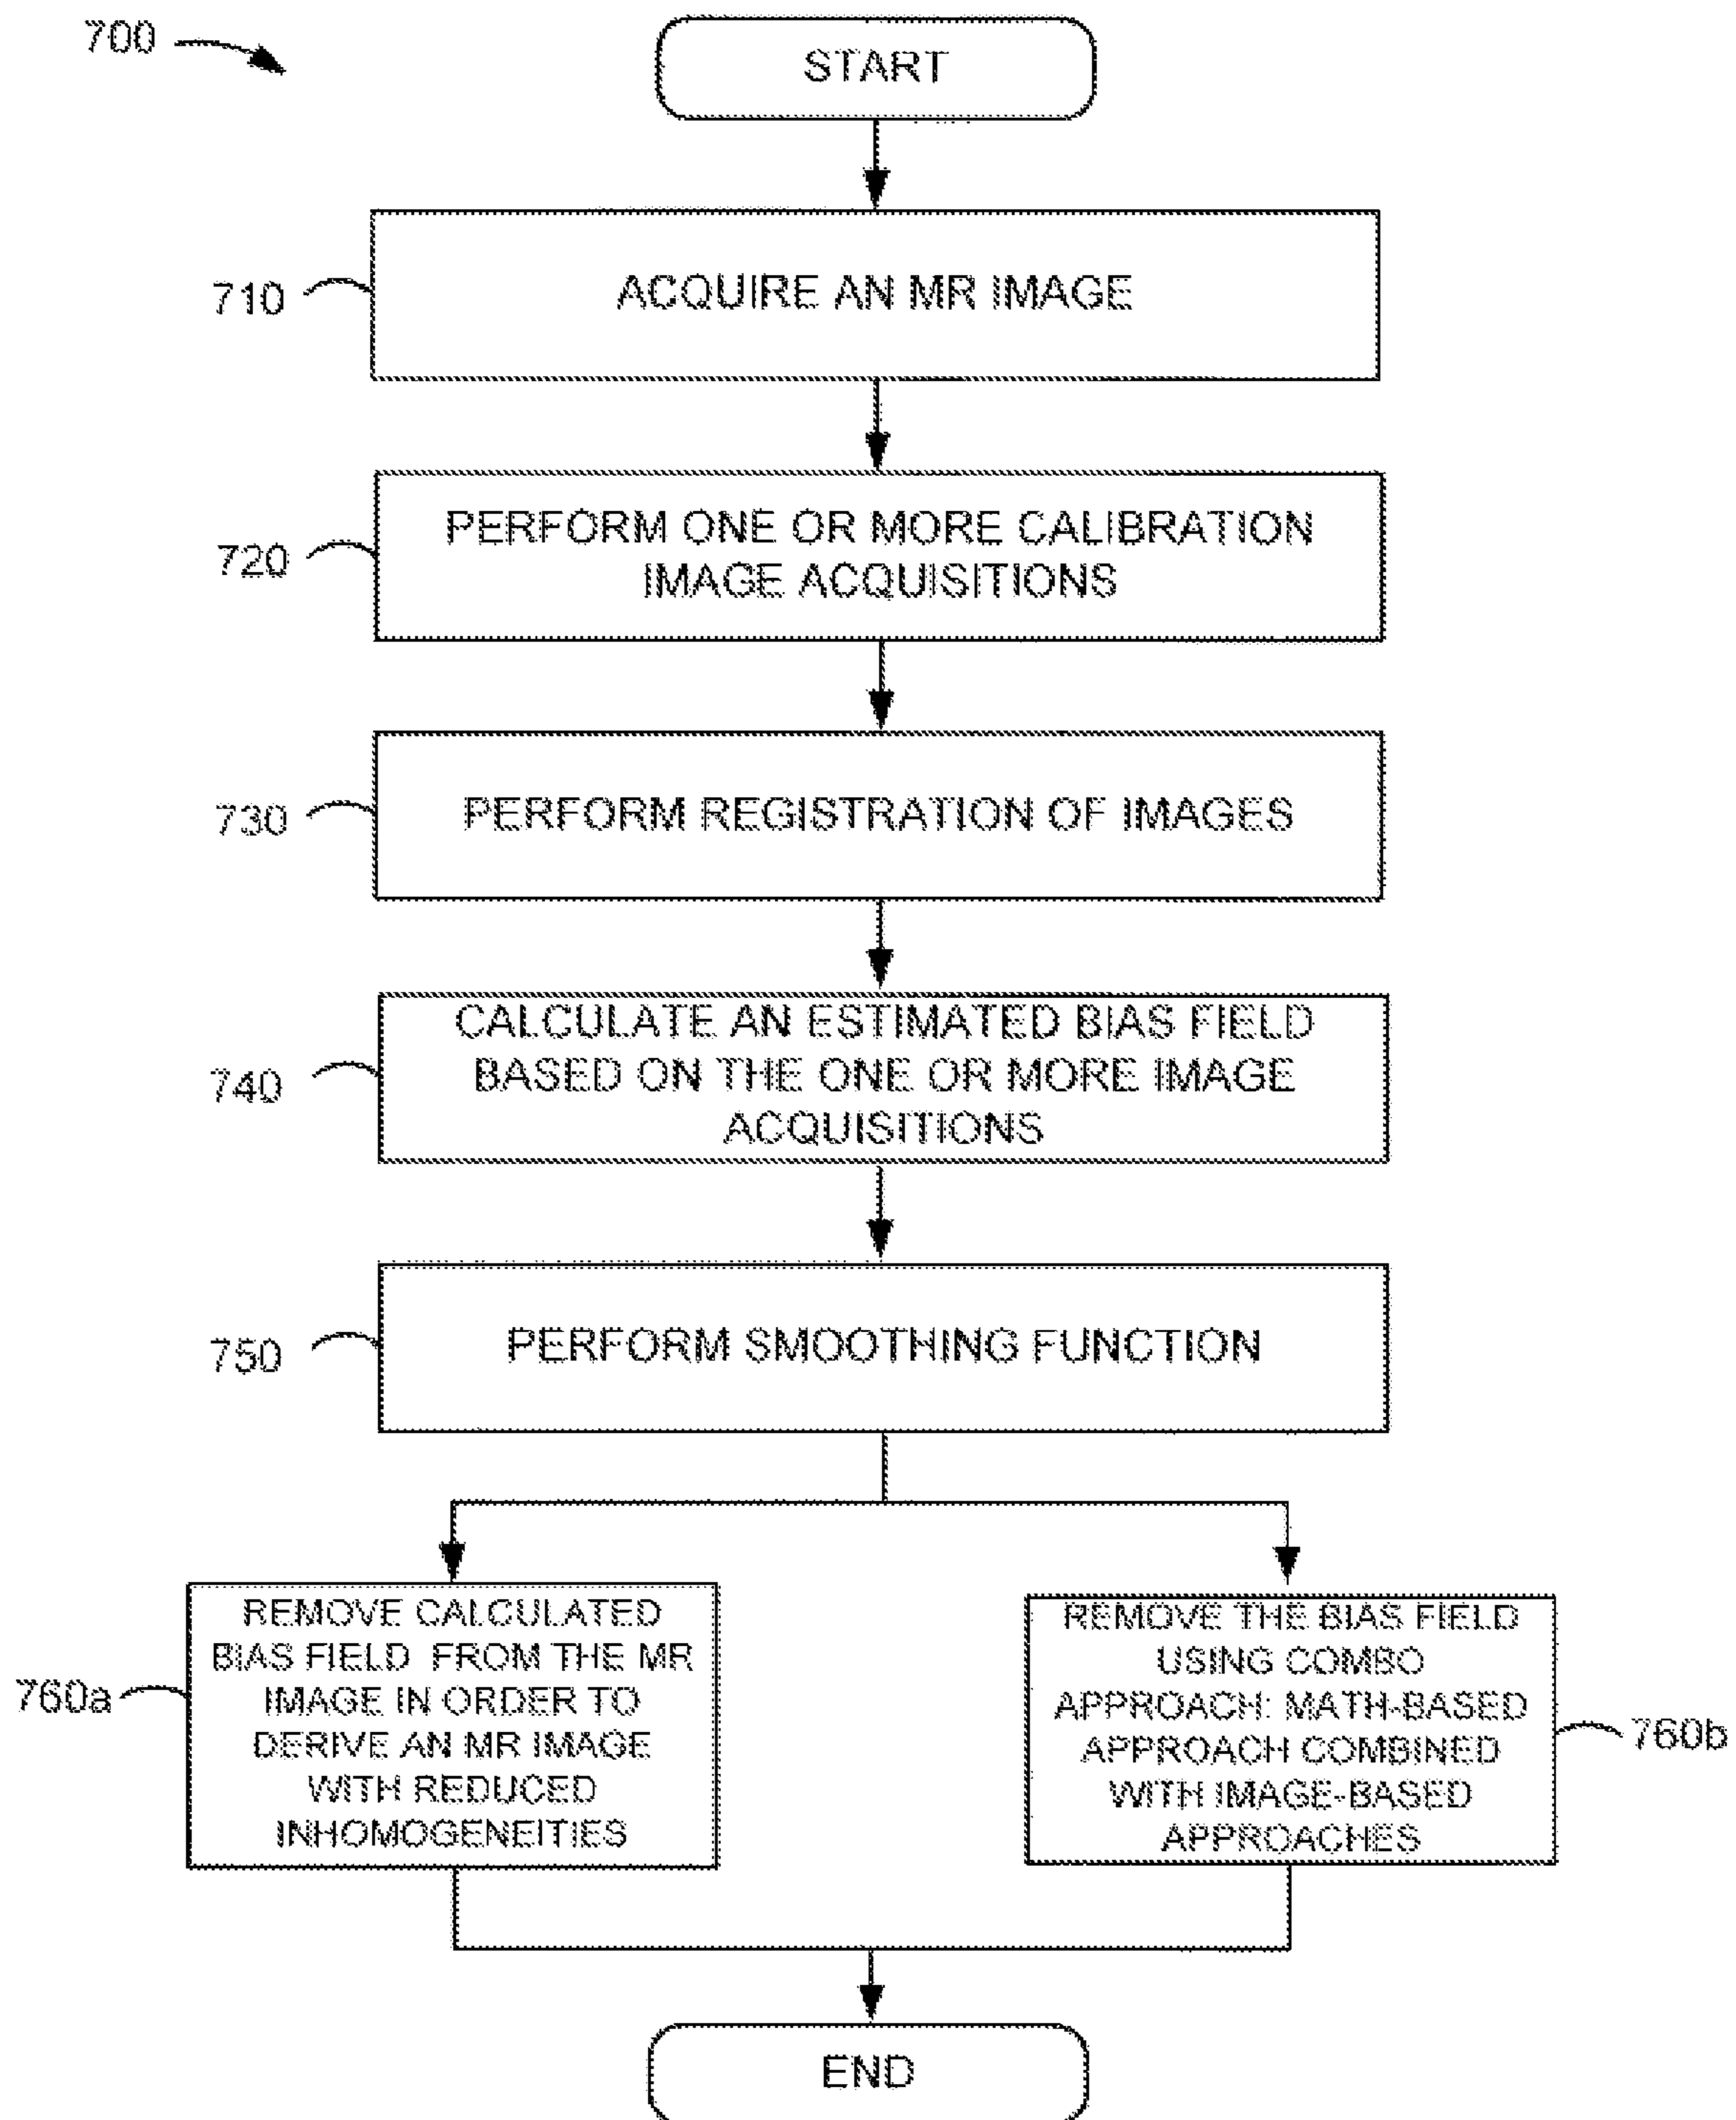 700
START
710
ACQUIRE AN MR IMAGE
720
PERFORM ONE OR MORE CALIBRATION
IMAGE ACQUISITIONS
730
PERFORM REGISTRATION OF IMAGES
740
CALCULATE AN ESTIMATED BIAS FIELD
BASED ON THE ONE OR MORE IMAGE
ACQUISITIONS
750
PERFORM SMOOTHING FUNCTION
760a
REMOVE CALCULATED
BIAS FIELD FROM THE MR
IMAGE IN ORDER TO
DERIVE AN MR IMAGE
WITH REDUCED
INHOMOGENEITIES
REMOVE THE BIAS FIELD
USING COMBO
APPROACH: MATH-BASED
APPROACH COMBINED
WITH IMAGE-BASED
APPROACHES
760b
END